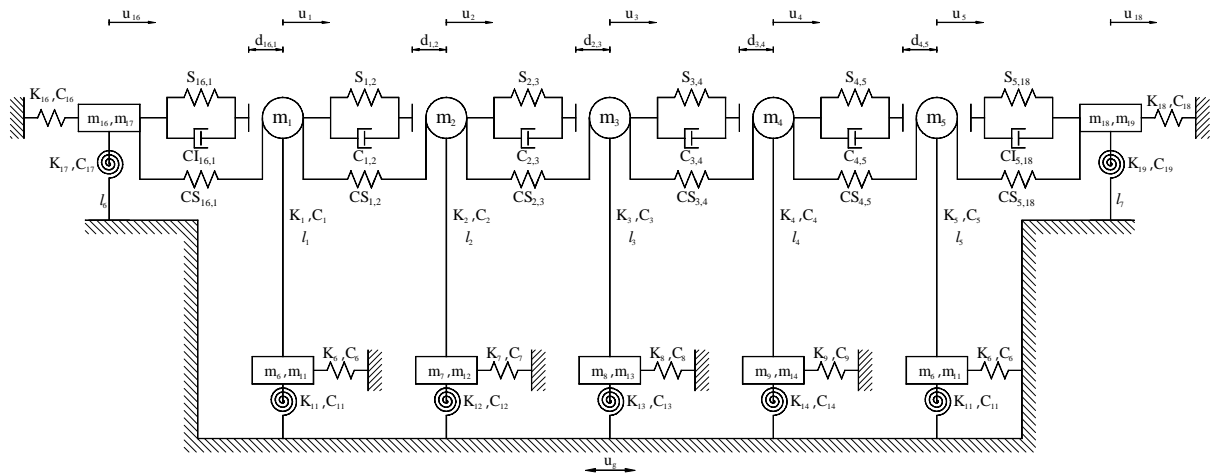 u₁₆ u₁ u₂ u₃ u₄ u₅ u₁₈
d₁₆,₁ d₁,₂ d₂,₃ d₃,₄ d₄,₅
S₁₆,₁ S₁,₂ S₂,₃ S₃,₄ S₄,₅ S₅,₁₈
K₁₆,C₁₆ K₁₈,C₁₈
m₁₆,m₁₇ m₁ m₂ m₃ m₄ m₅ m₁₈,m₁₉
CI₁₆,₁ C₁,₂ C₂,₃ C₃,₄ C₄,₅ CI₅,₁₈
K₁₇,C₁₇ K₁₉,C₁₉
CS₁₆,₁ CS₁,₂ CS₂,₃ CS₃,₄ CS₄,₅ CS₅,₁₈
l₆ l₇
K₁,C₁ K₂,C₂ K₃,C₃ K₄,C₄ K₅,C₅
l₁ l₂ l₃ l₄ l₅
K₆,C₆ K₇,C₇ K₈,C₈ K₉,C₉ K₆,C₆
m₆,m₁₁ m₇,m₁₂ m₈,m₁₃ m₉,m₁₄ m₆,m₁₁
K₁₁,C₁₁ K₁₂,C₁₂ K₁₃,C₁₃ K₁₄,C₁₄ K₁₁,C₁₁
u_g